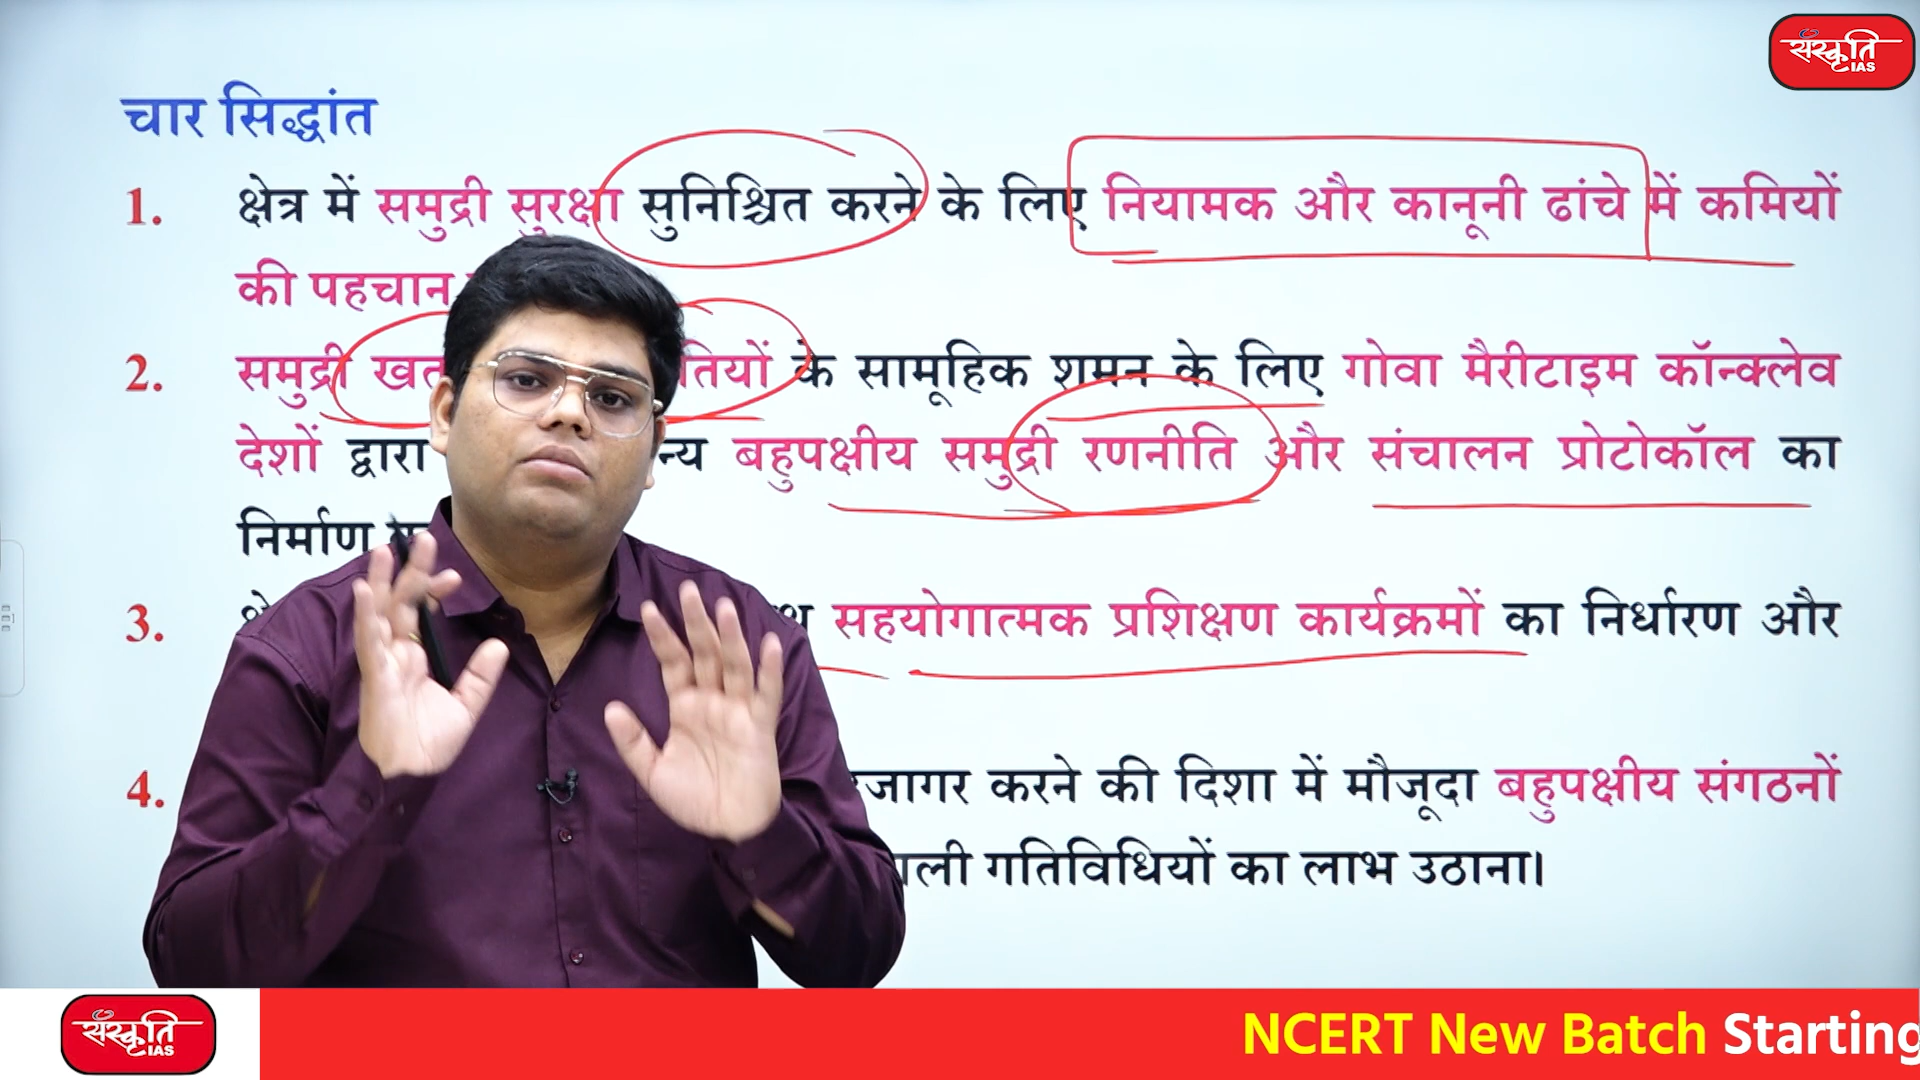 संस्कृति
IAS
चार सिद्धांत
1. क्षेत्र में समुद्री सुरक्षा सुनिश्चित करने के लिए नियामक और कानूनी ढांचे में कमियों
की पहचान
2. समुद्री के सामूहिक शमन के लिए गोवा मैरीटाइम कॉन्क्लेव
देशों द्वारा बहुपक्षीय समुद्री रणनीति और संचालन प्रोटोकॉल का
निर्माण
3. सहयोगात्मक प्रशिक्षण कार्यक्रमों का निर्धारण और
4. करने की दिशा में मौजूदा बहुपक्षीय संगठनों
गतिविधियों का लाभ उठाना।
संस्कृति
IAS
NCERT New Batch Starting